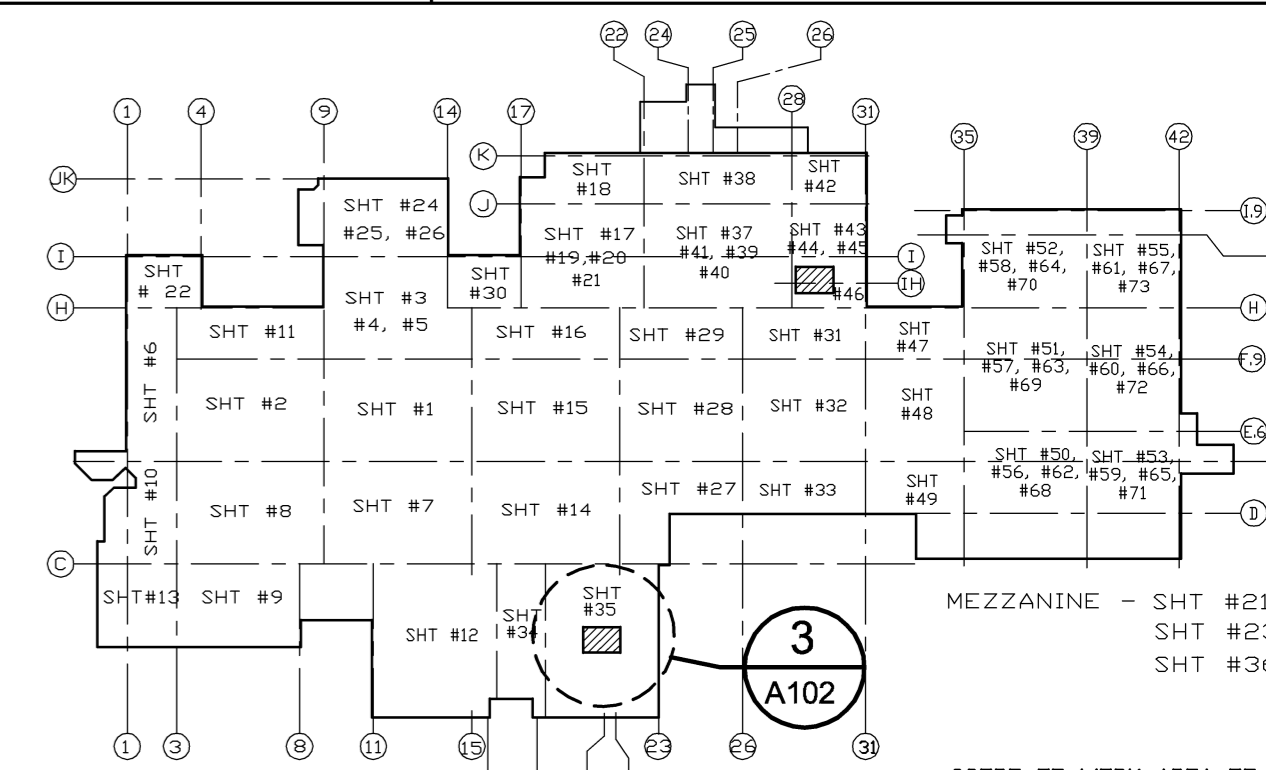 22 24 25 26
1 4 9 14 17 28 31 35 39 42
K
JK
J
I.9
I
I
H
IH
H
F.9
E.6
D
C
SHT
#18
SHT #38
SHT
#42
SHT #24
#25, #26
SHT #17
#19,#20
#21
SHT #37
#41, #39
#40
SHT #43
#44, #45
#46
SHT
# 22
SHT
#30
SHT #3
#4, #5
SHT #52,
#58, #64,
#70
SHT #55,
#61, #67,
#73
SHT #11
SHT #16
SHT #29
SHT #31
SHT
#47
SHT #6
SHT #2
SHT #1
SHT #15
SHT #28
SHT #32
SHT
#48
SHT #51,
#57, #63,
#69
SHT #54,
#60, #66,
#72
SHT #10
SHT #8
SHT #7
SHT #14
SHT #27
SHT #33
SHT
#49
SHT #50,
#56, #62,
#68
SHT #53,
#59, #65,
#71
SHT#13
SHT #9
SHT #12
SHT
#34
SHT
#35
3
A102
MEZZANINE - SHT #21
SHT #23
SHT #36
1 3 8 11 15 23 26 31